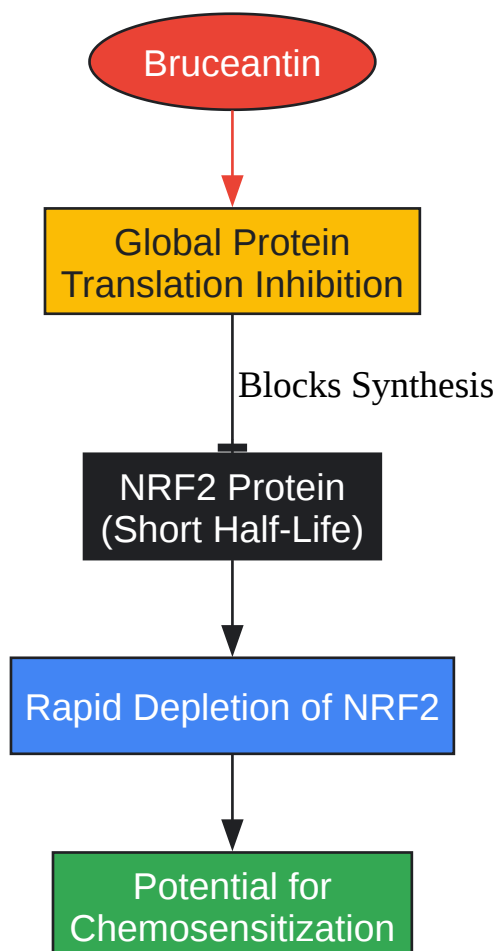 Bruceantin
Global Protein
Translation Inhibition
Blocks Synthesis
NRF2 Protein
(Short Half-Life)
Rapid Depletion of NRF2
Potential for
Chemosensitization